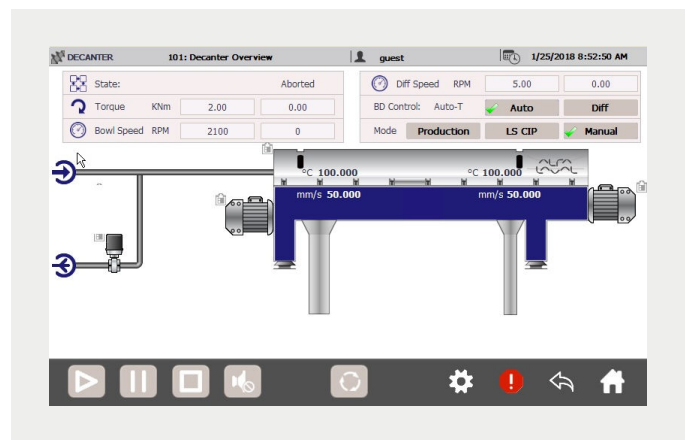 DECANTER 101: Decanter Overview guest 1/25/2018 8:52:50 AM
State: Aborted
Torque KNm 2.00 0.00
Bowl Speed RPM 2100 0
Diff Speed RPM 5.00 0.00
BD Control: Auto-T Auto Diff
Mode Production LS CIP Manual
°C 100.000 °C 100.000
mm/s 50.000 mm/s 50.000